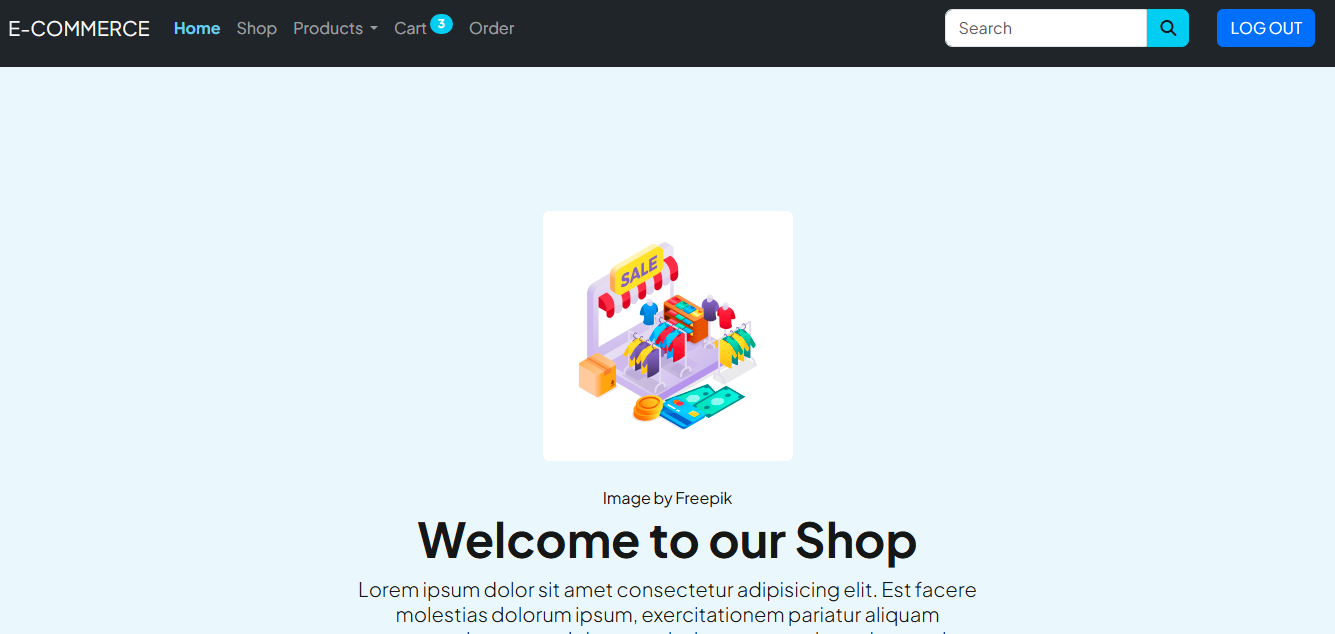 E-COMMERCE Home Shop Products Cart 3 Order Search LOG OUT
SALE
Image by Freepik
Welcome to our Shop
Lorem ipsum dolor sit amet consectetur adipisicing elit. Est facere
molestias dolorum ipsum, exercitationem pariatur aliquam